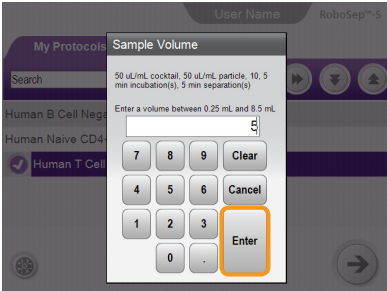 User Name
RoboSep™-S
My Protocols
Sample Volume
Search
50 uL/mL cocktail, 50 uL/mL particle, 10, 5
min incubation(s), 5 min separation(s)
Enter a volume between 0.25 mL and 8.5 mL
5
Human B Cell Nega
Human Naive CD4-
Human T Cell
7 8 9 Clear
4 5 6 Cancel
1 2 3 Enter
0 .